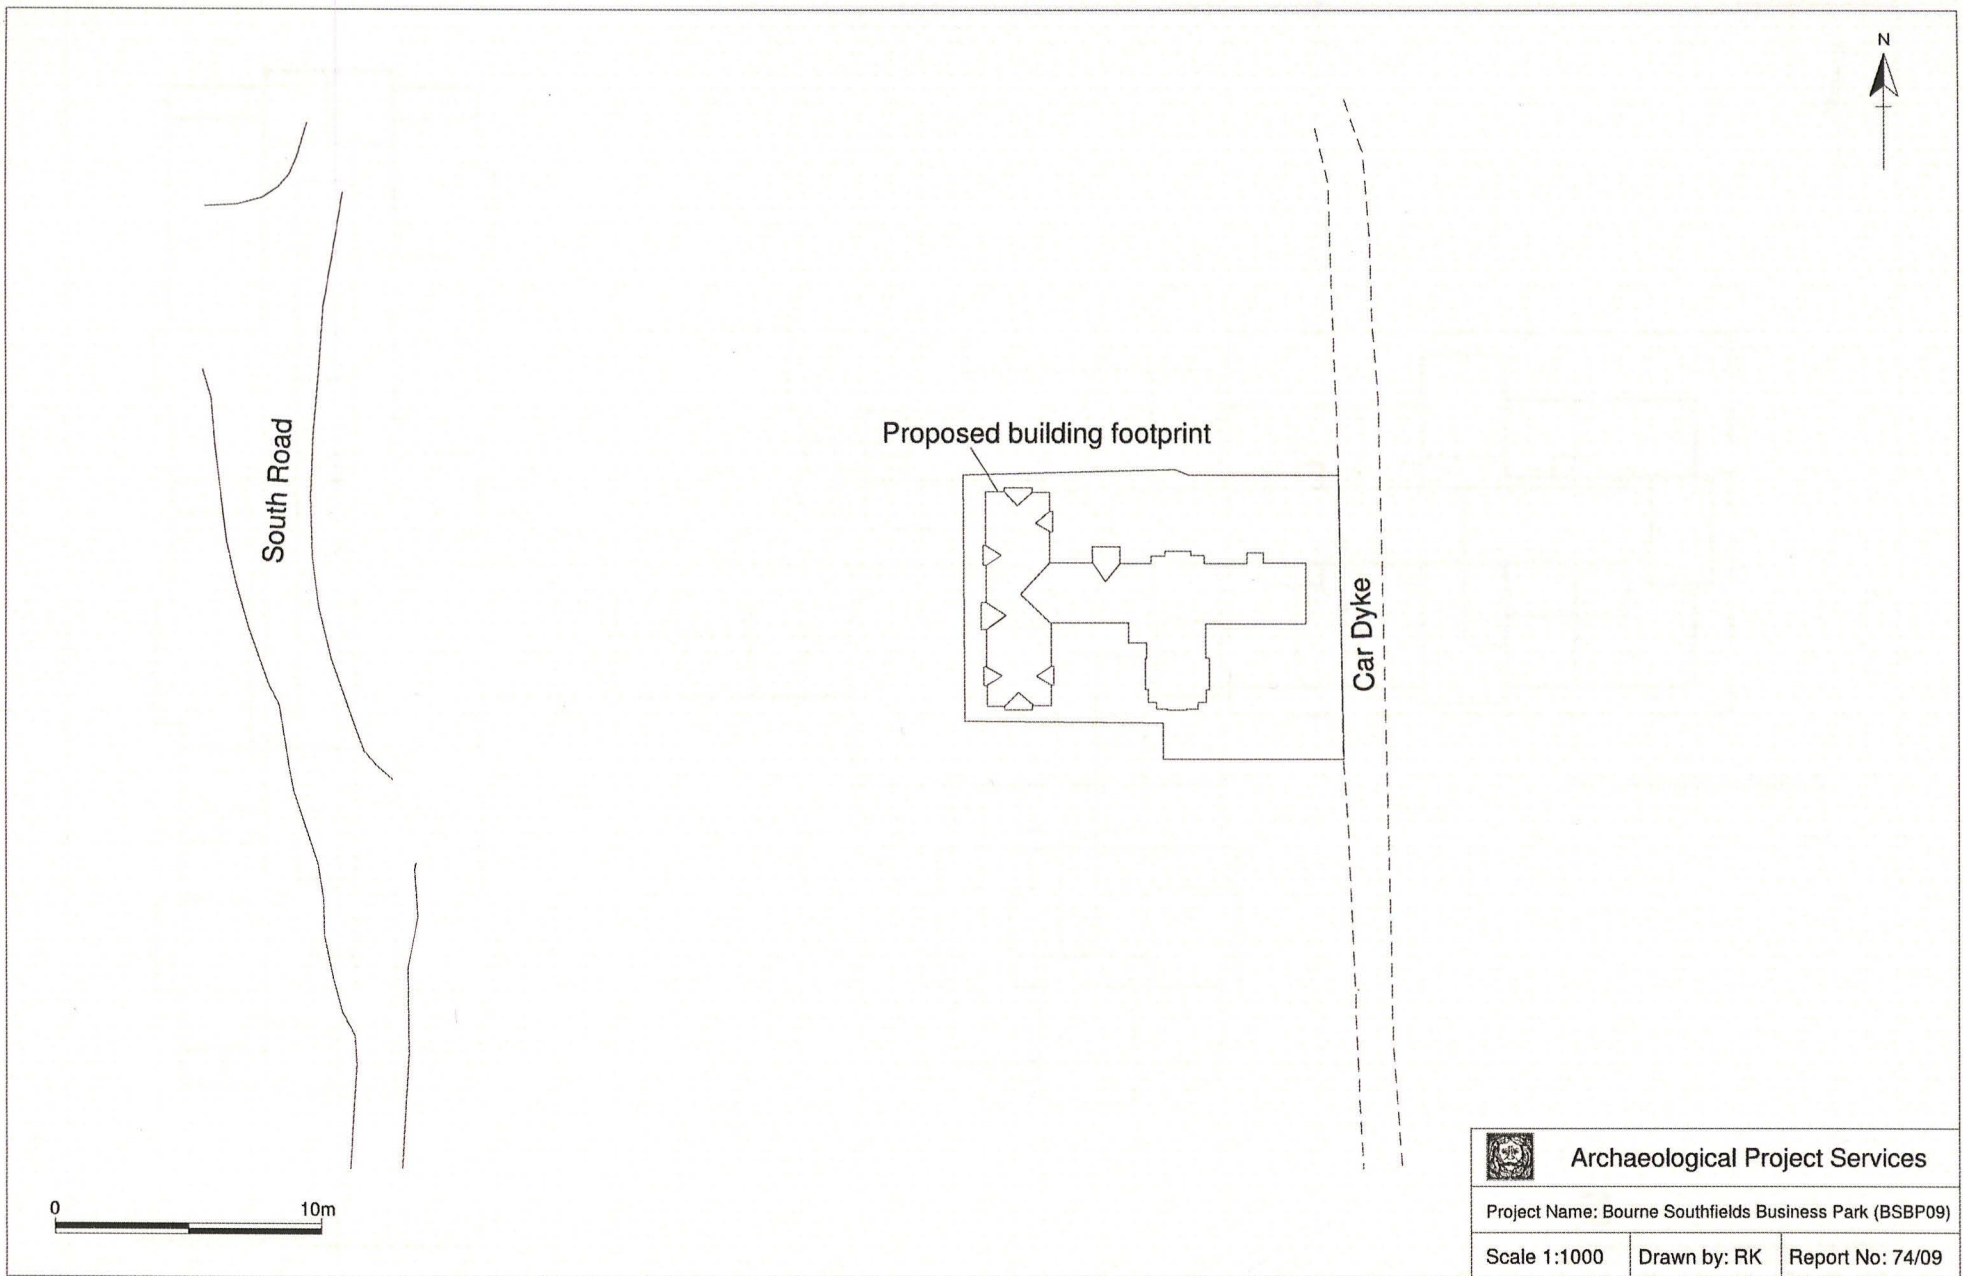 N
South Road
Proposed building footprint
Car Dyke
0 10m
Archaeological Project Services
Project Name: Bourne Southfields Business Park (BSBP09)
Scale 1:1000 Drawn by: RK Report No: 74/09